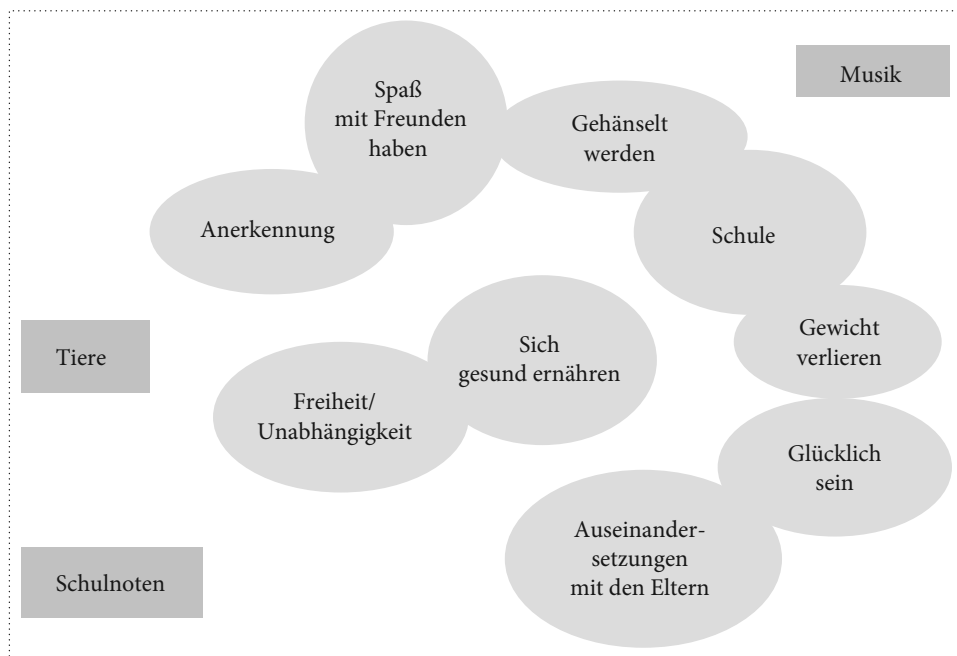 Spaß
mit Freunden
haben
Musik
Gehänselt
werden
Anerkennung
Schule
Tiere
Sich
gesund ernähren
Gewicht
verlieren
Freiheit/
Unabhängigkeit
Glücklich
sein
Auseinander-
setzungen
mit den Eltern
Schulnoten